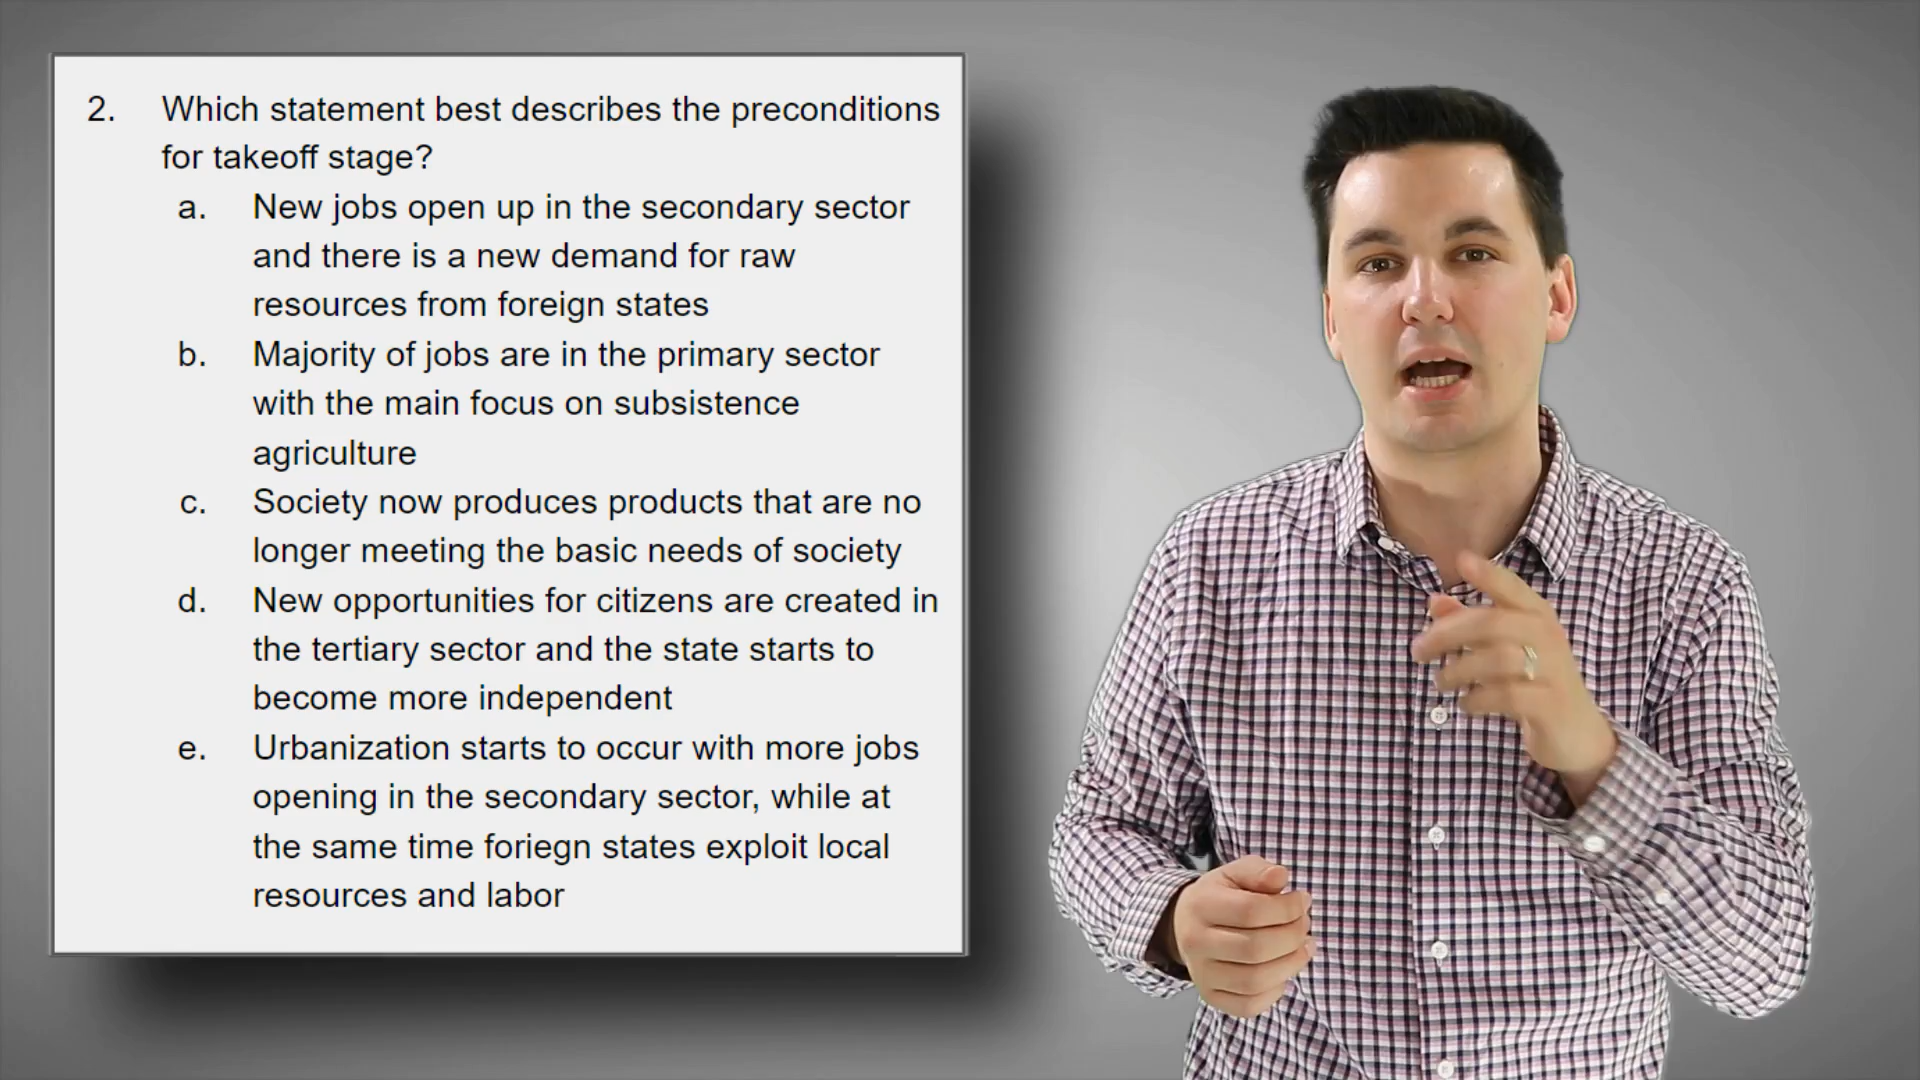 2. Which statement best describes the preconditions
for takeoff stage?
a. New jobs open up in the secondary sector
and there is a new demand for raw
resources from foreign states
b. Majority of jobs are in the primary sector
with the main focus on subsistence
agriculture
c. Society now produces products that are no
longer meeting the basic needs of society
d. New opportunities for citizens are created in
the tertiary sector and the state starts to
become more independent
e. Urbanization starts to occur with more jobs
opening in the secondary sector, while at
the same time foriegn states exploit local
resources and labor